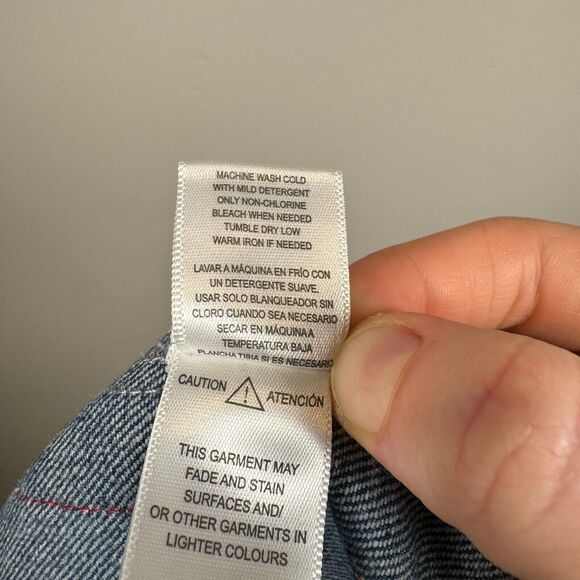 MACHINE WASH COLD
WITH MILD DETERGENT
ONLY NON-CHLORINE
BLEACH WHEN NEEDED
TUMBLE DRY LOW
WARM IRON IF NEEDED
LAVAR A MÁQUINA EN FRÍO CON
UN DETERGENTE SUAVE.
USAR SOLO BLANQUEADOR SIN
CLORO CUANDO SEA NECESARIO
SECAR EN MÁQUINA A
TEMPERATURA BAJA
PLANCHA TIBIA SI ES NECESARIO
CAUTION ! ATENCIÓN
THIS GARMENT MAY
FADE AND STAIN
SURFACES AND/
OR OTHER GARMENTS IN
LIGHTER COLOURS